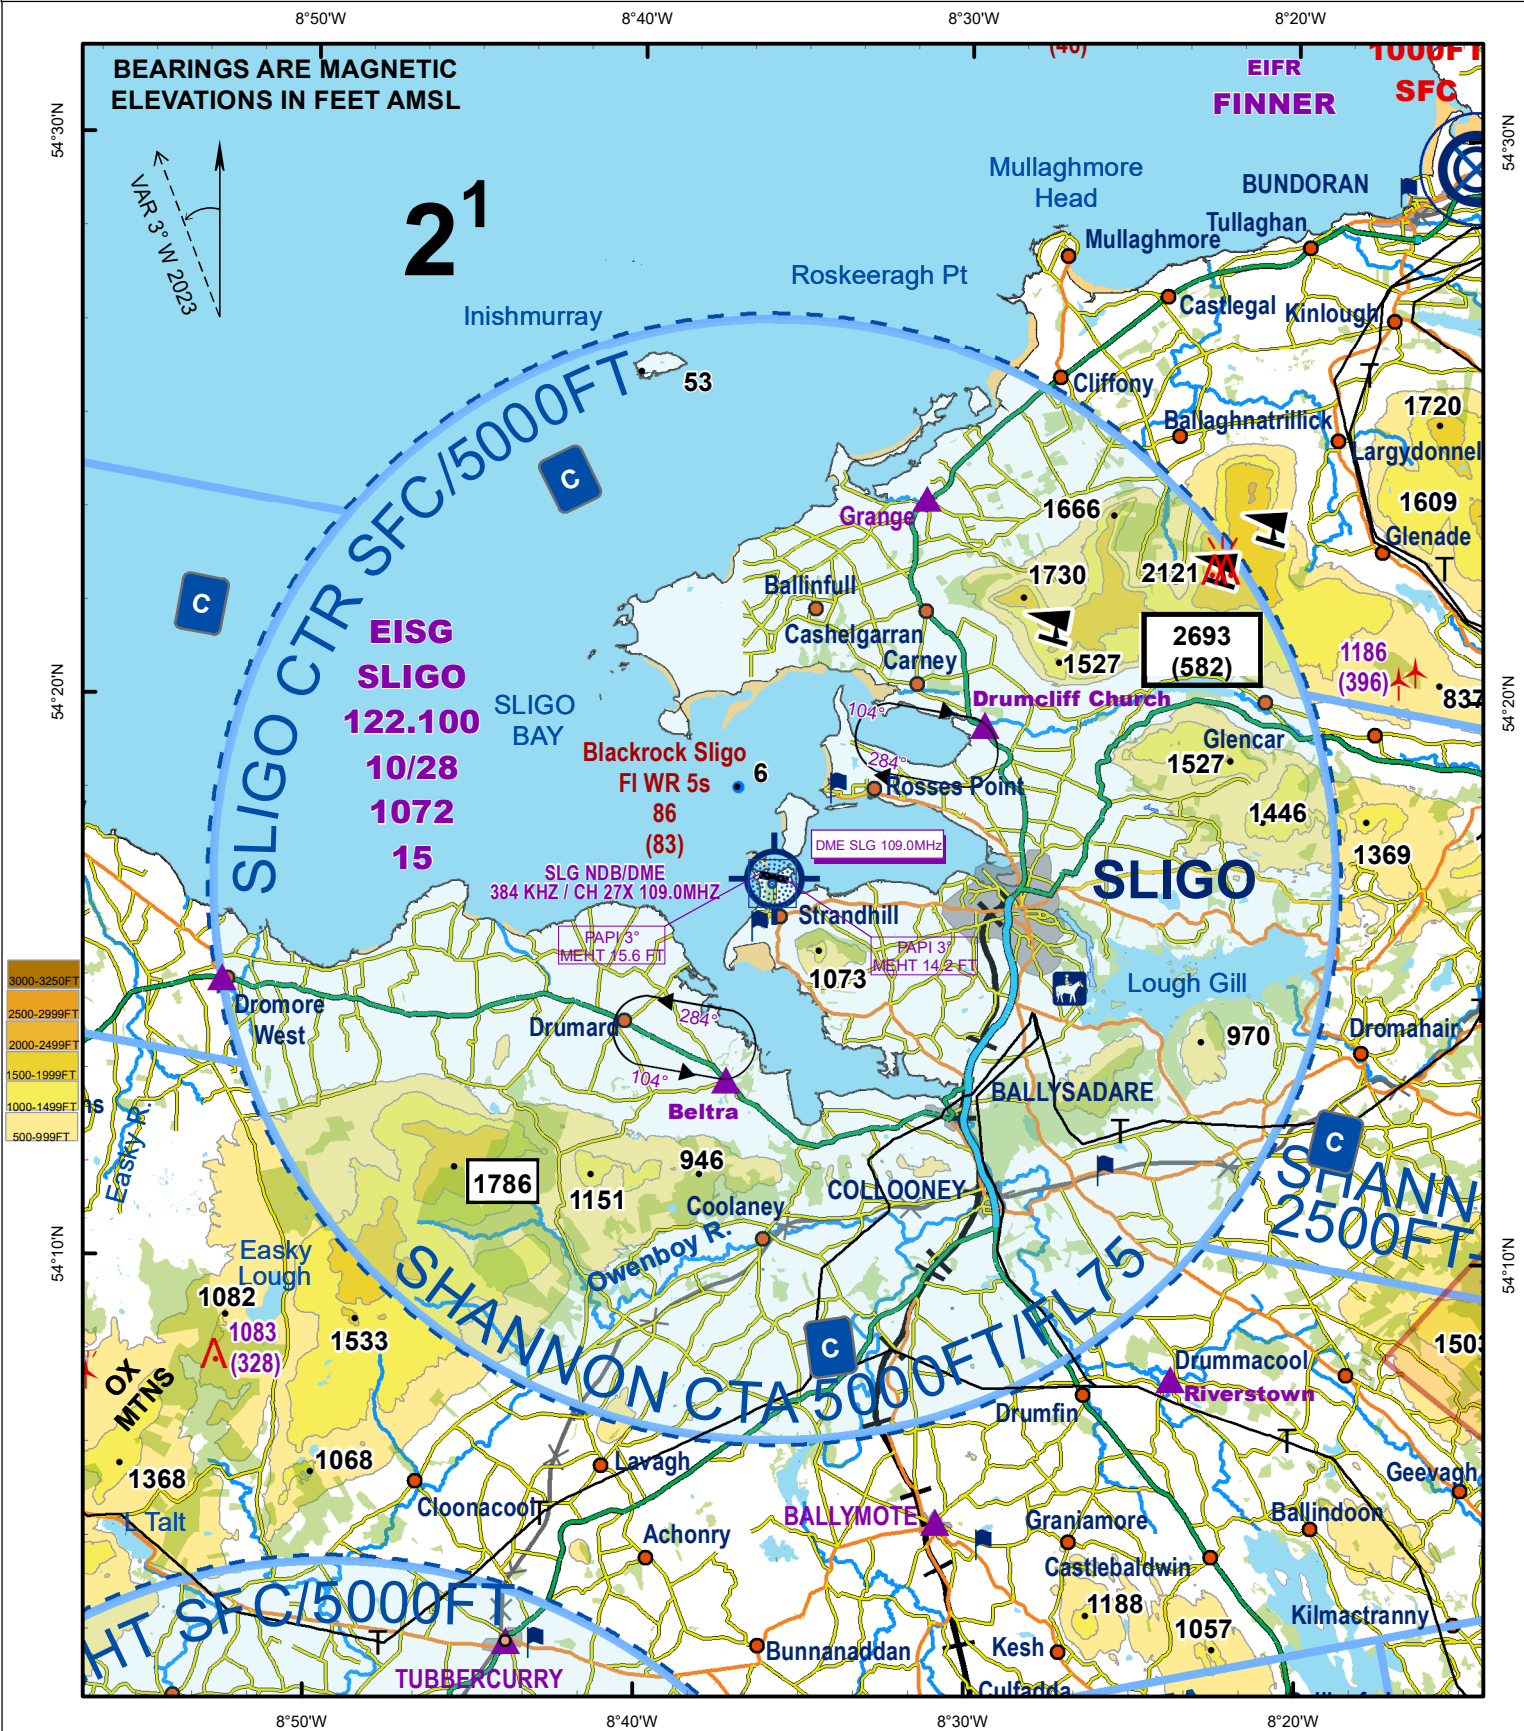 8°50'W
8°40'W
8°30'W
8°20'W
BEARINGS ARE MAGNETIC
ELEVATIONS IN FEET AMSL
VAR 3° W 2023
2¹
EIFR
FINNER
1000FT
SFC
54°30'N
54°30'N
Mullaghmore
Head
BUNDORAN
Tullaghan
Mullaghmore
Roskeeragh Pt
Castlegal
Kinlough
Inishmurray
53
Cliffony
1720
Ballaghnatrillick
Largydonnell
SLIGO CTR SFC/5000FT
C
C
Grange
1666
1609
Glenade
T
T
1730
2121
Ballinfull
Cashelgarran
Carney
1527
2693
(582)
1186
(396)
837
EISG
SLIGO
122.100
10/28
1072
15
54°20'N
54°20'N
SLIGO
BAY
Drumcliff Church
104°
284°
Glencar
1527
Blackrock Sligo
Fl WR 5s
86
(83)
6
Rosses Point
1446
1369
DME SLG 109.0MHz
SLG NDB/DME
384 KHZ / CH 27X 109.0MHZ
SLIGO
Strandhill
PAPI 3°
MEHT 15.6 FT
PAPI 3°
MEHT 14.2 FT
1073
Lough Gill
3000-3250FT
2500-2999FT
2000-2499FT
1500-1999FT
1000-1499FT
500-999FT
Dromore
West
Drumard
284°
104°
970
Dromahair
Beltra
BALLYSADARE
T
Easky R.
C
SHANN
2500FT
1786
1151
946
Coolaney
COLLOONEY
Owenboy R.
54°10'N
54°10'N
Easky
Lough
1082
1083
(328)
1533
SHANNON CTA 5000FT/FL75
C
OX
MTNS
1503
Drummacool
Riverstown
Drumfin
T
1368
1068
Lavagh
Geevagh
Cloonacool
T
L Talt
BALLYMOTE
Achonry
Graniamore
Ballindoon
Castlebaldwin
HT SFC/5000FT
T
1188
1057
Kilmactranny
Kesh
Bunnanaddan
TUBBERCURRY
Culfadda
8°50'W
8°40'W
8°30'W
8°20'W